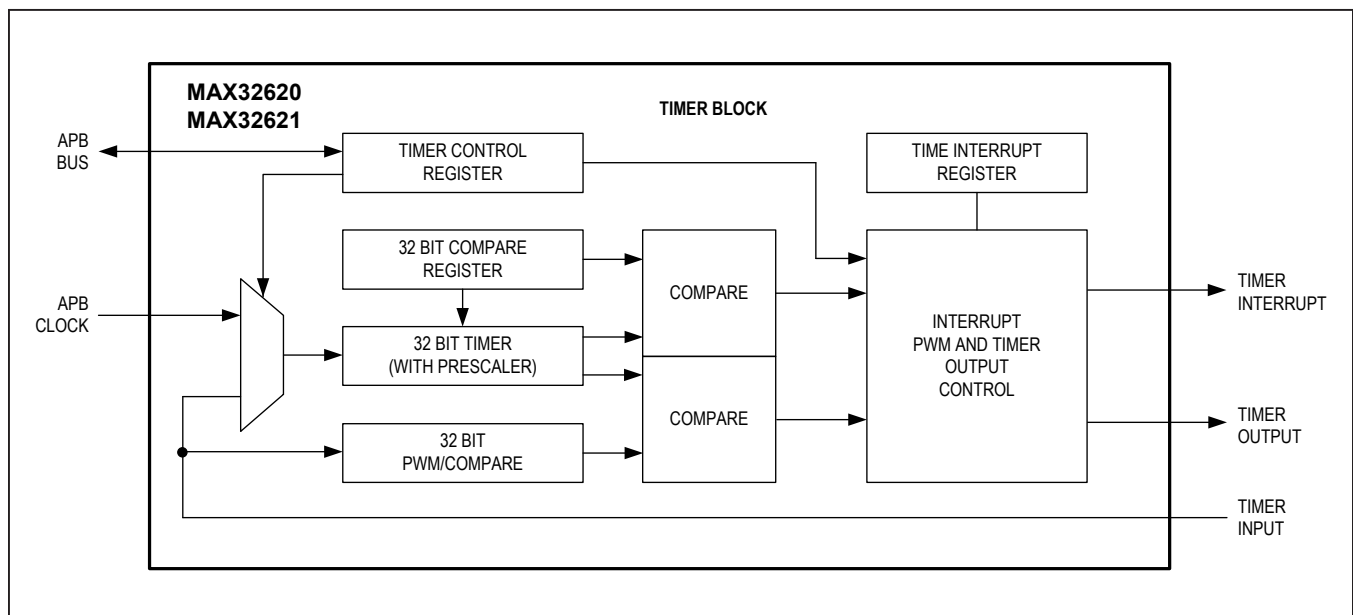 MAX32620
MAX32621
TIMER BLOCK
APB
BUS
TIMER CONTROL
REGISTER
TIME INTERRUPT
REGISTER
32 BIT COMPARE
REGISTER
COMPARE
APB
CLOCK
32 BIT TIMER
(WITH PRESCALER)
INTERRUPT
PWM AND TIMER
OUTPUT
CONTROL
TIMER
INTERRUPT
COMPARE
32 BIT
PWM/COMPARE
TIMER
OUTPUT
TIMER
INPUT